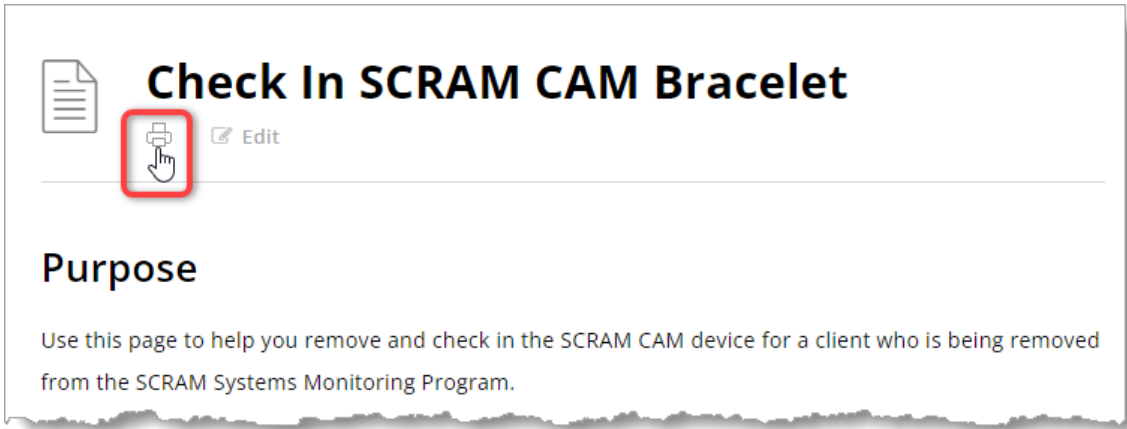 Check In SCRAM CAM Bracelet
Edit
Purpose
Use this page to help you remove and check in the SCRAM CAM device for a client who is being removed
from the SCRAM Systems Monitoring Program.